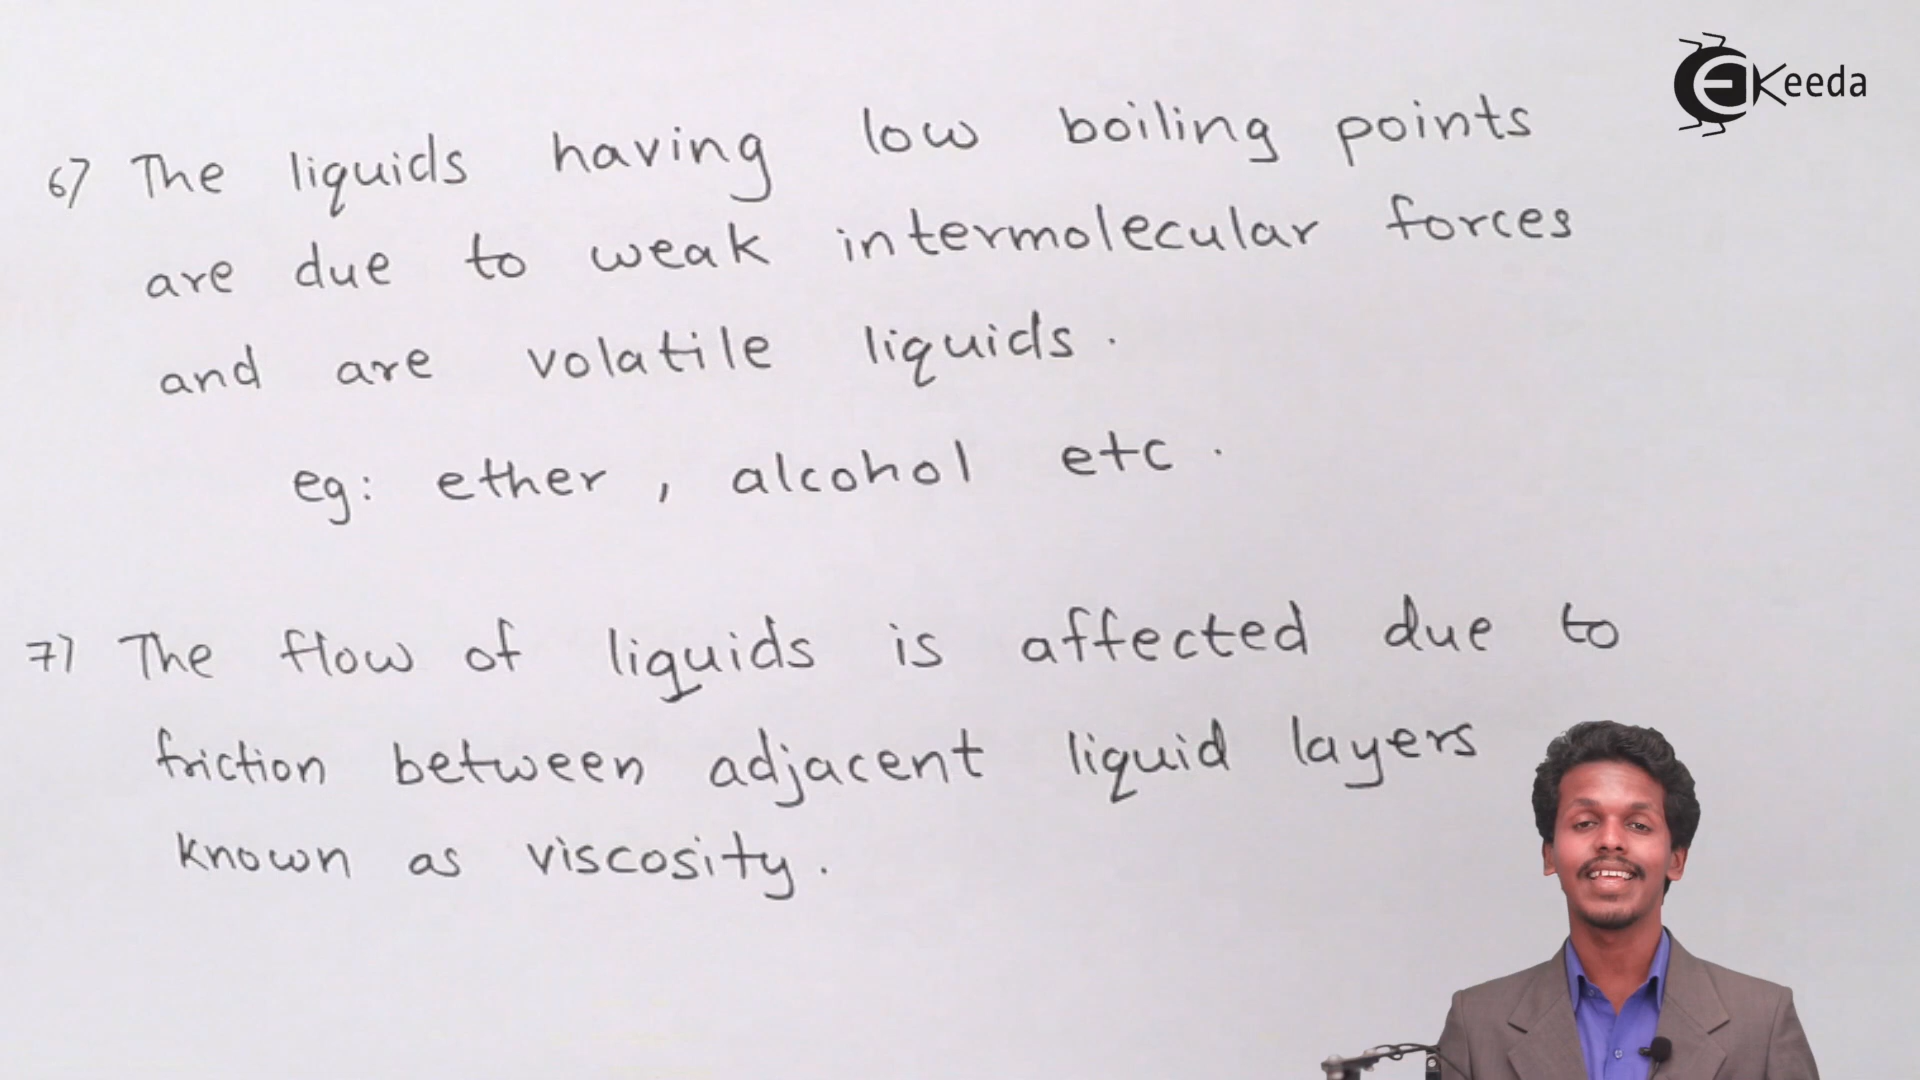 EKeeda
6) The liquids having low boiling points
are due to weak intermolecular forces
and are volatile liquids.
eg: ether, alcohol etc.
7) The flow of liquids is affected due to
friction between adjacent liquid layers
known as viscosity.